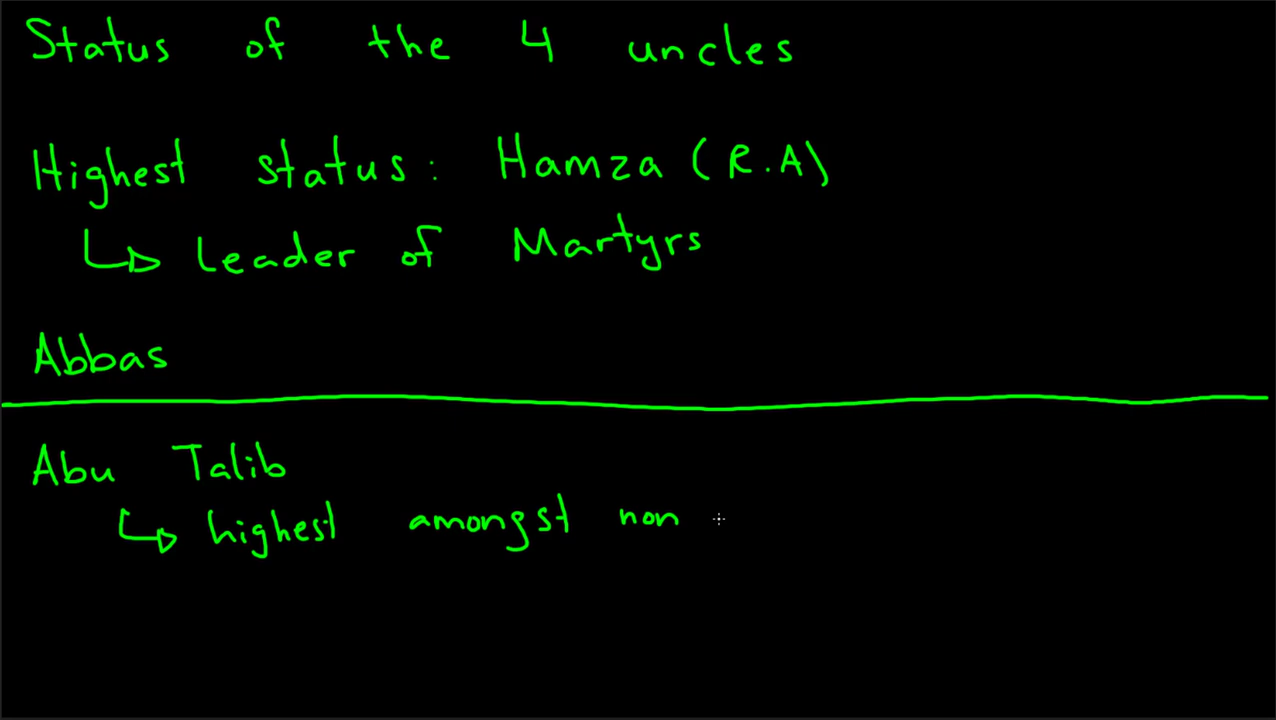 Status of the 4 uncles
Highest status: Hamza (R.A)
↳ Leader of Martyrs
Abbas
Abu Talib
↳ highest amongst non